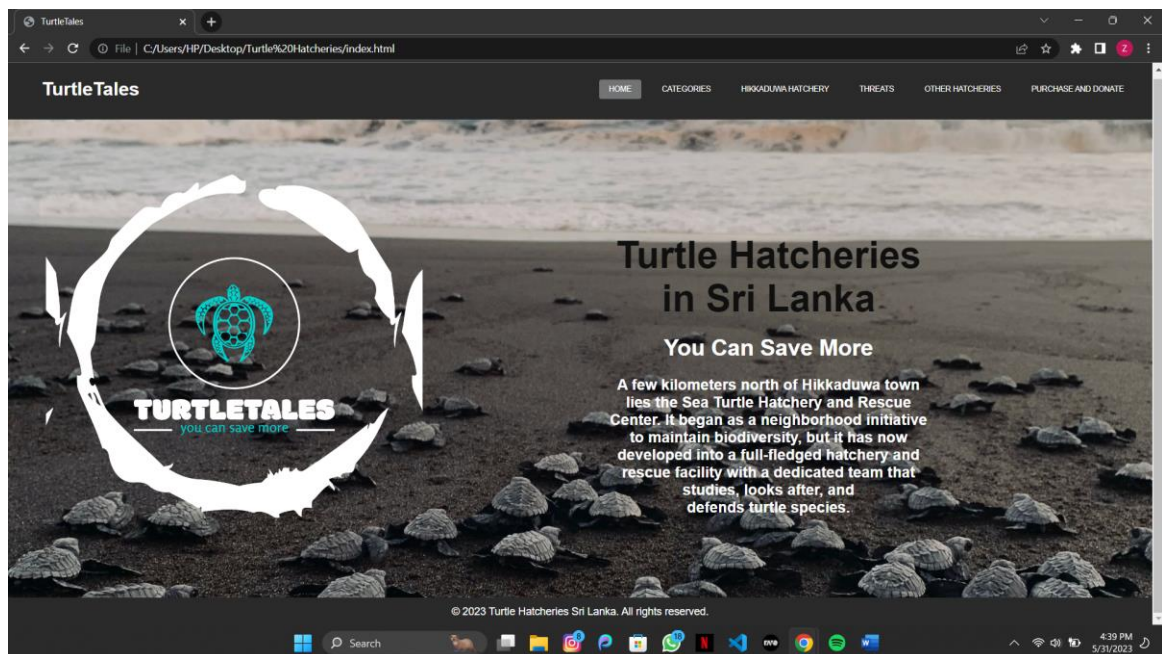 TurtleTales
File | C:/Users/HP/Desktop/Turtle%20Hatcheries/index.html
Z
TurtleTales
HOME CATEGORIES HIKKADUWA HATCHERY THREATS OTHER HATCHERIES PURCHASE AND DONATE
Turtle Hatcheries
in Sri Lanka
You Can Save More
A few kilometers north of Hikkaduwa town
lies the Sea Turtle Hatchery and Rescue
Center. It began as a neighborhood initiative
to maintain biodiversity, but it has now
developed into a full-fledged hatchery and
rescue facility with a dedicated team that
studies, looks after, and
defends turtle species.
TURTLETALES
you can save more
© 2023 Turtle Hatcheries Sri Lanka. All rights reserved.
Search
8
18
4:39 PM
5/31/2023